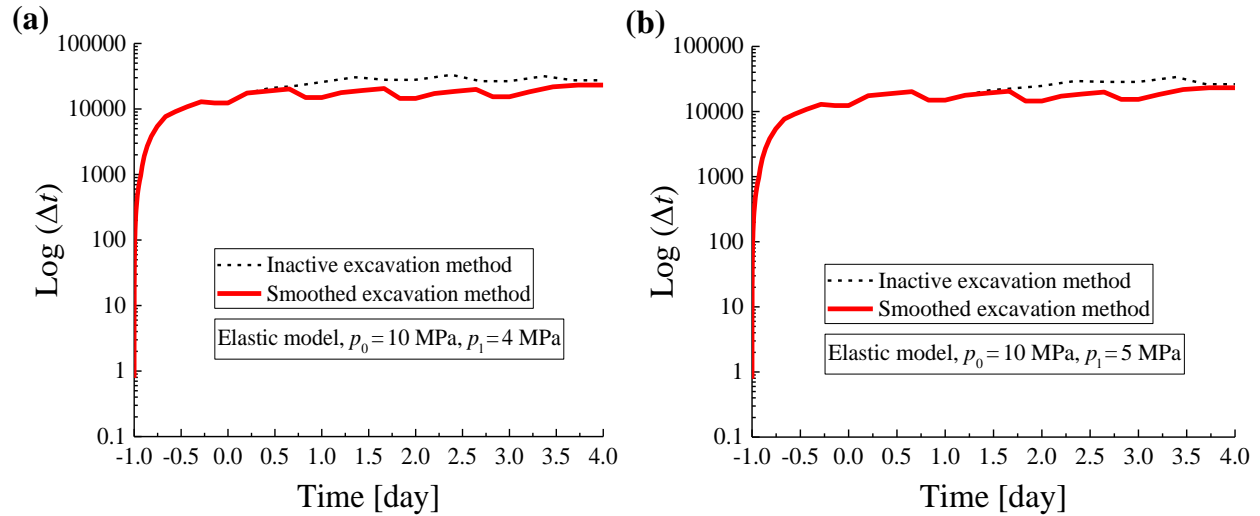 (a)
100000
10000
1000
100
10
1
0.1
Log (Δt)
Inactive excavation method
Smoothed excavation method
Elastic model, p₀ = 10 MPa, p₁ = 4 MPa
-1.0 -0.5 0.0 0.5 1.0 1.5 2.0 2.5 3.0 3.5 4.0
Time [day]
(b)
100000
10000
1000
100
10
1
0.1
Log (Δt)
Inactive excavation method
Smoothed excavation method
Elastic model, p₀ = 10 MPa, p₁ = 5 MPa
-1.0 -0.5 0.0 0.5 1.0 1.5 2.0 2.5 3.0 3.5 4.0
Time [day]